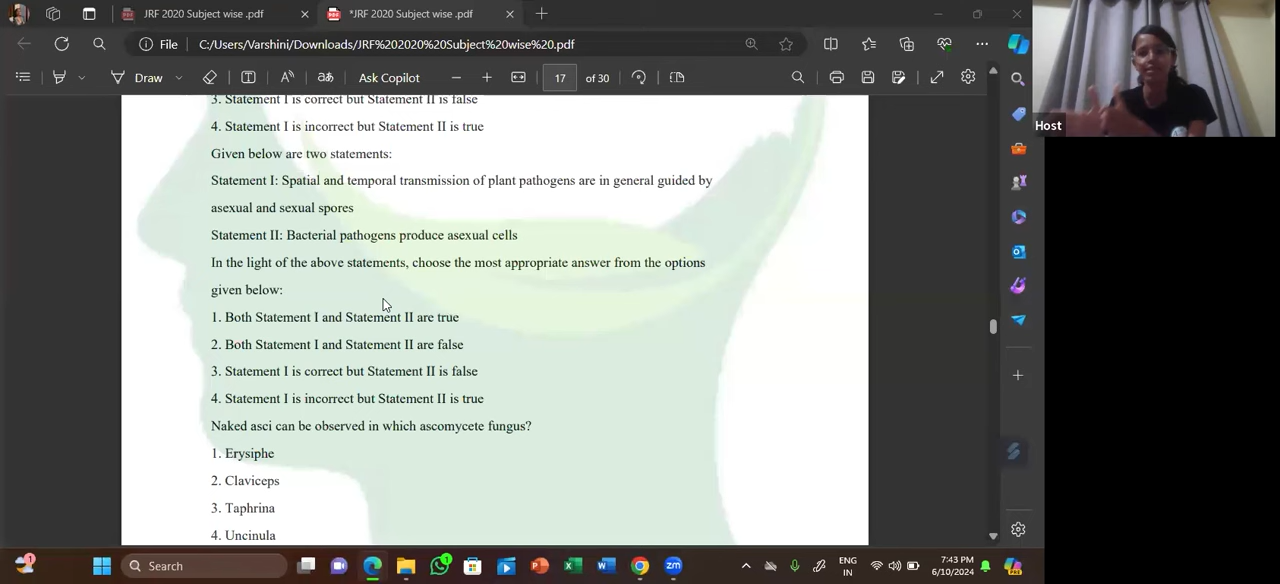 JRF 2020 Subject wise .pdf
*JRF 2020 Subject wise .pdf
File
C:/Users/Varshini/Downloads/JRF%202020%20Subject%20wise%20.pdf
Draw
Ask Copilot
17 of 30
Host
3. Statement I is correct but Statement II is false
4. Statement I is incorrect but Statement II is true
Given below are two statements:
Statement I: Spatial and temporal transmission of plant pathogens are in general guided by
asexual and sexual spores
Statement II: Bacterial pathogens produce asexual cells
In the light of the above statements, choose the most appropriate answer from the options
given below:
1. Both Statement I and Statement II are true
2. Both Statement I and Statement II are false
3. Statement I is correct but Statement II is false
4. Statement I is incorrect but Statement II is true
Naked asci can be observed in which ascomycete fungus?
1. Erysiphe
2. Claviceps
3. Taphrina
4. Uncinula
Search
ENG
IN
7:43 PM
6/10/2024